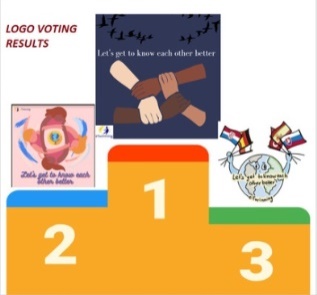 LOGO VOTING
RESULTS
Let's get to know each other better
Let's get to know each
other better
Let's get to know each
other better
1
2
3